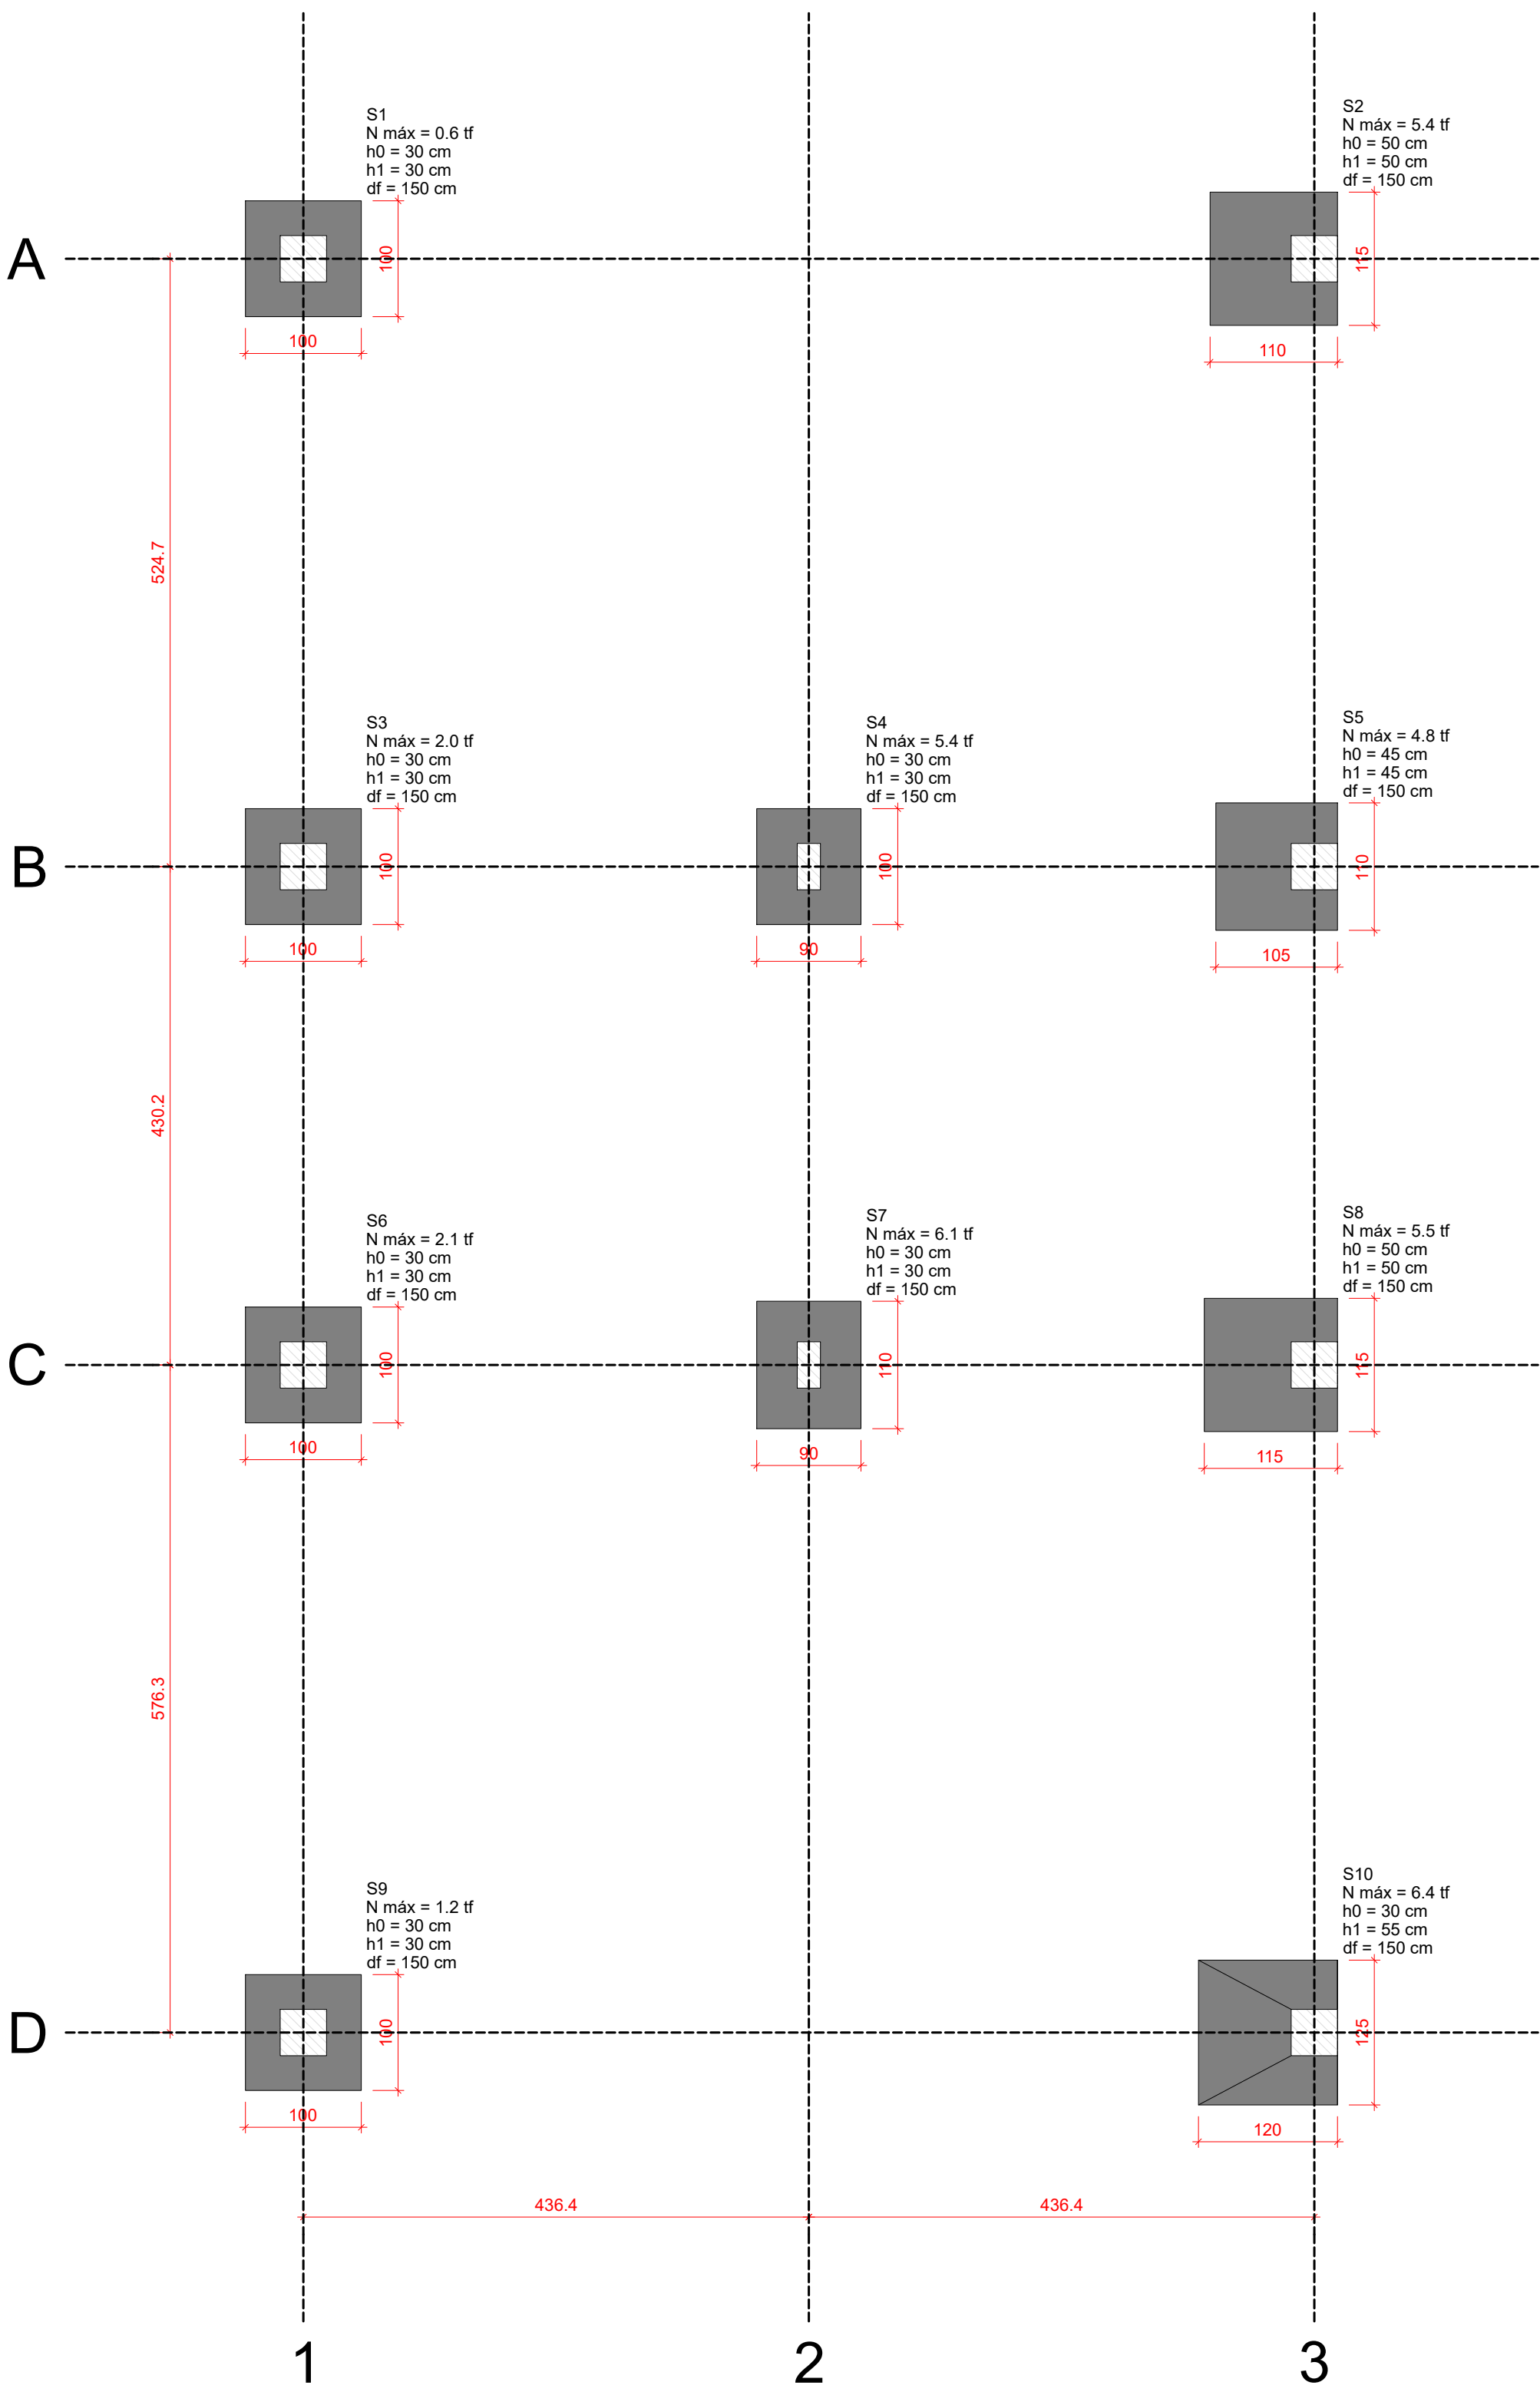 S1
N máx = 0.6 tf
h0 = 30 cm
h1 = 30 cm
df = 150 cm
100
100
S2
N máx = 5.4 tf
h0 = 50 cm
h1 = 50 cm
df = 150 cm
115
110
A
524.7
S3
N máx = 2.0 tf
h0 = 30 cm
h1 = 30 cm
df = 150 cm
100
100
S4
N máx = 5.4 tf
h0 = 30 cm
h1 = 30 cm
df = 150 cm
100
90
S5
N máx = 4.8 tf
h0 = 45 cm
h1 = 45 cm
df = 150 cm
110
105
B
430.2
S6
N máx = 2.1 tf
h0 = 30 cm
h1 = 30 cm
df = 150 cm
100
100
S7
N máx = 6.1 tf
h0 = 30 cm
h1 = 30 cm
df = 150 cm
110
90
S8
N máx = 5.5 tf
h0 = 50 cm
h1 = 50 cm
df = 150 cm
115
115
C
576.3
S9
N máx = 1.2 tf
h0 = 30 cm
h1 = 30 cm
df = 150 cm
100
100
S10
N máx = 6.4 tf
h0 = 30 cm
h1 = 55 cm
df = 150 cm
125
120
D
436.4
436.4
1
2
3